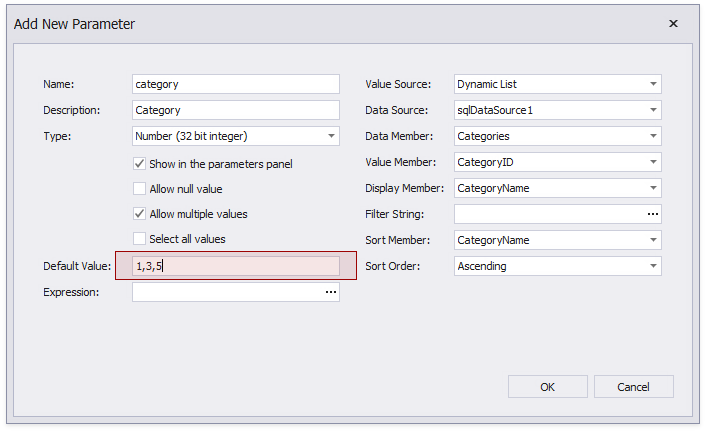 Add New Parameter
Name: category
Description: Category
Type: Number (32 bit integer)
Show in the parameters panel
Allow null value
Allow multiple values
Select all values
Default Value: 1,3,5
Expression: ...
Value Source: Dynamic List
Data Source: sqlDataSource1
Data Member: Categories
Value Member: CategoryID
Display Member: CategoryName
Filter String: ...
Sort Member: CategoryName
Sort Order: Ascending
OK
Cancel